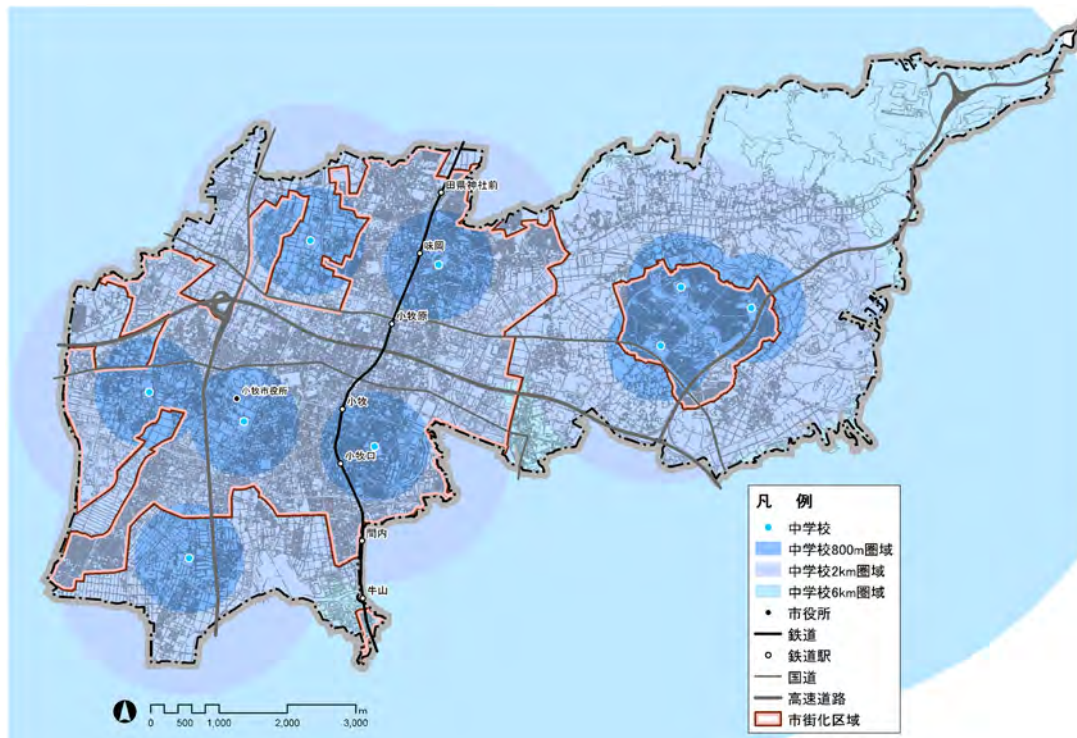 田県神社前
味岡
小牧原
小牧市役所
小牧
小牧口
間内
牛山
凡 例
中学校
中学校800m圏域
中学校2km圏域
中学校6km圏域
市役所
鉄道
鉄道駅
国道
高速道路
市街化区域
0 500 1,000 2,000 3,000 m